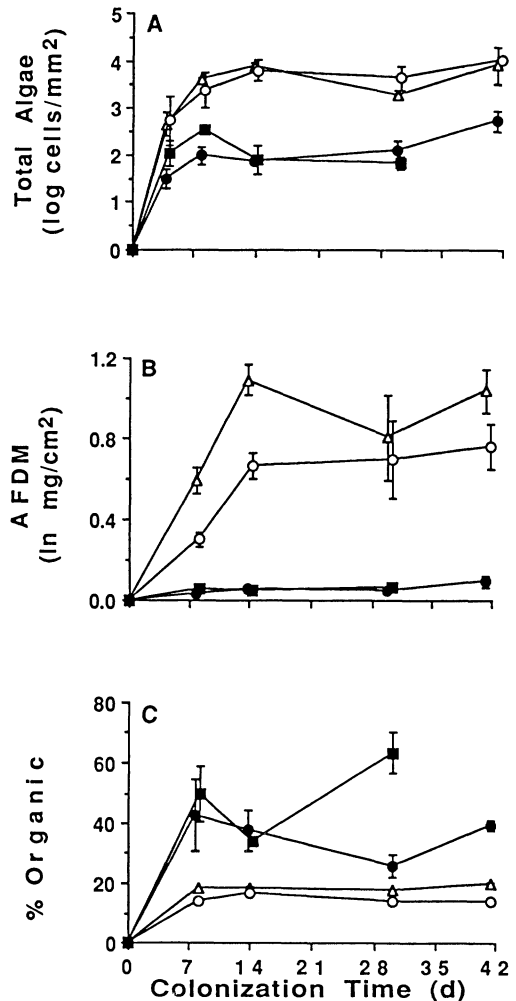 A
Total Algae
(log cells/mm²)
5
4
3
2
1
0
B
AFDM
(ln mg/cm²)
1.2
0.8
0.4
0.0
C
% Organic
80
60
40
20
0
0 7 14 21 28 35 42
Colonization Time (d)